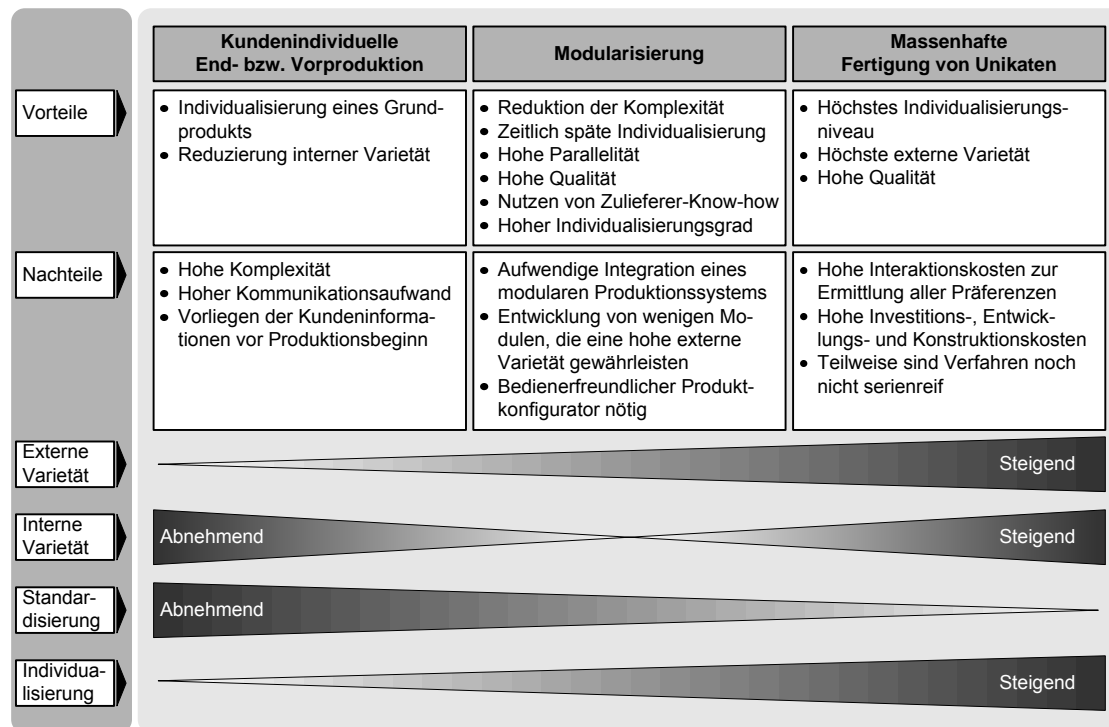 Kundenindividuelle
End- bzw. Vorproduktion
Modularisierung
Massenhafte
Fertigung von Unikaten
Vorteile
• Individualisierung eines Grund-
produkts
• Reduzierung interner Varietät
• Reduktion der Komplexität
• Zeitlich späte Individualisierung
• Hohe Parallelität
• Hohe Qualität
• Nutzen von Zulieferer-Know-how
• Hoher Individualisierungsgrad
• Höchstes Individualisierungs-
niveau
• Höchste externe Varietät
• Hohe Qualität
Nachteile
• Hohe Komplexität
• Hoher Kommunikationsaufwand
• Vorliegen der Kundeninforma-
tionen vor Produktionsbeginn
• Aufwendige Integration eines
modularen Produktionssystems
• Entwicklung von wenigen Mo-
dulen, die eine hohe externe
Varietät gewährleisten
• Bedienerfreundlicher Produkt-
konfigurator nötig
• Hohe Interaktionskosten zur
Ermittlung aller Präferenzen
• Hohe Investitions-, Entwick-
lungs- und Konstruktionskosten
• Teilweise sind Verfahren noch
nicht serienreif
Externe
Varietät
Steigend
Interne
Varietät
Abnehmend
Steigend
Standar-
disierung
Abnehmend
Individua-
lisierung
Steigend